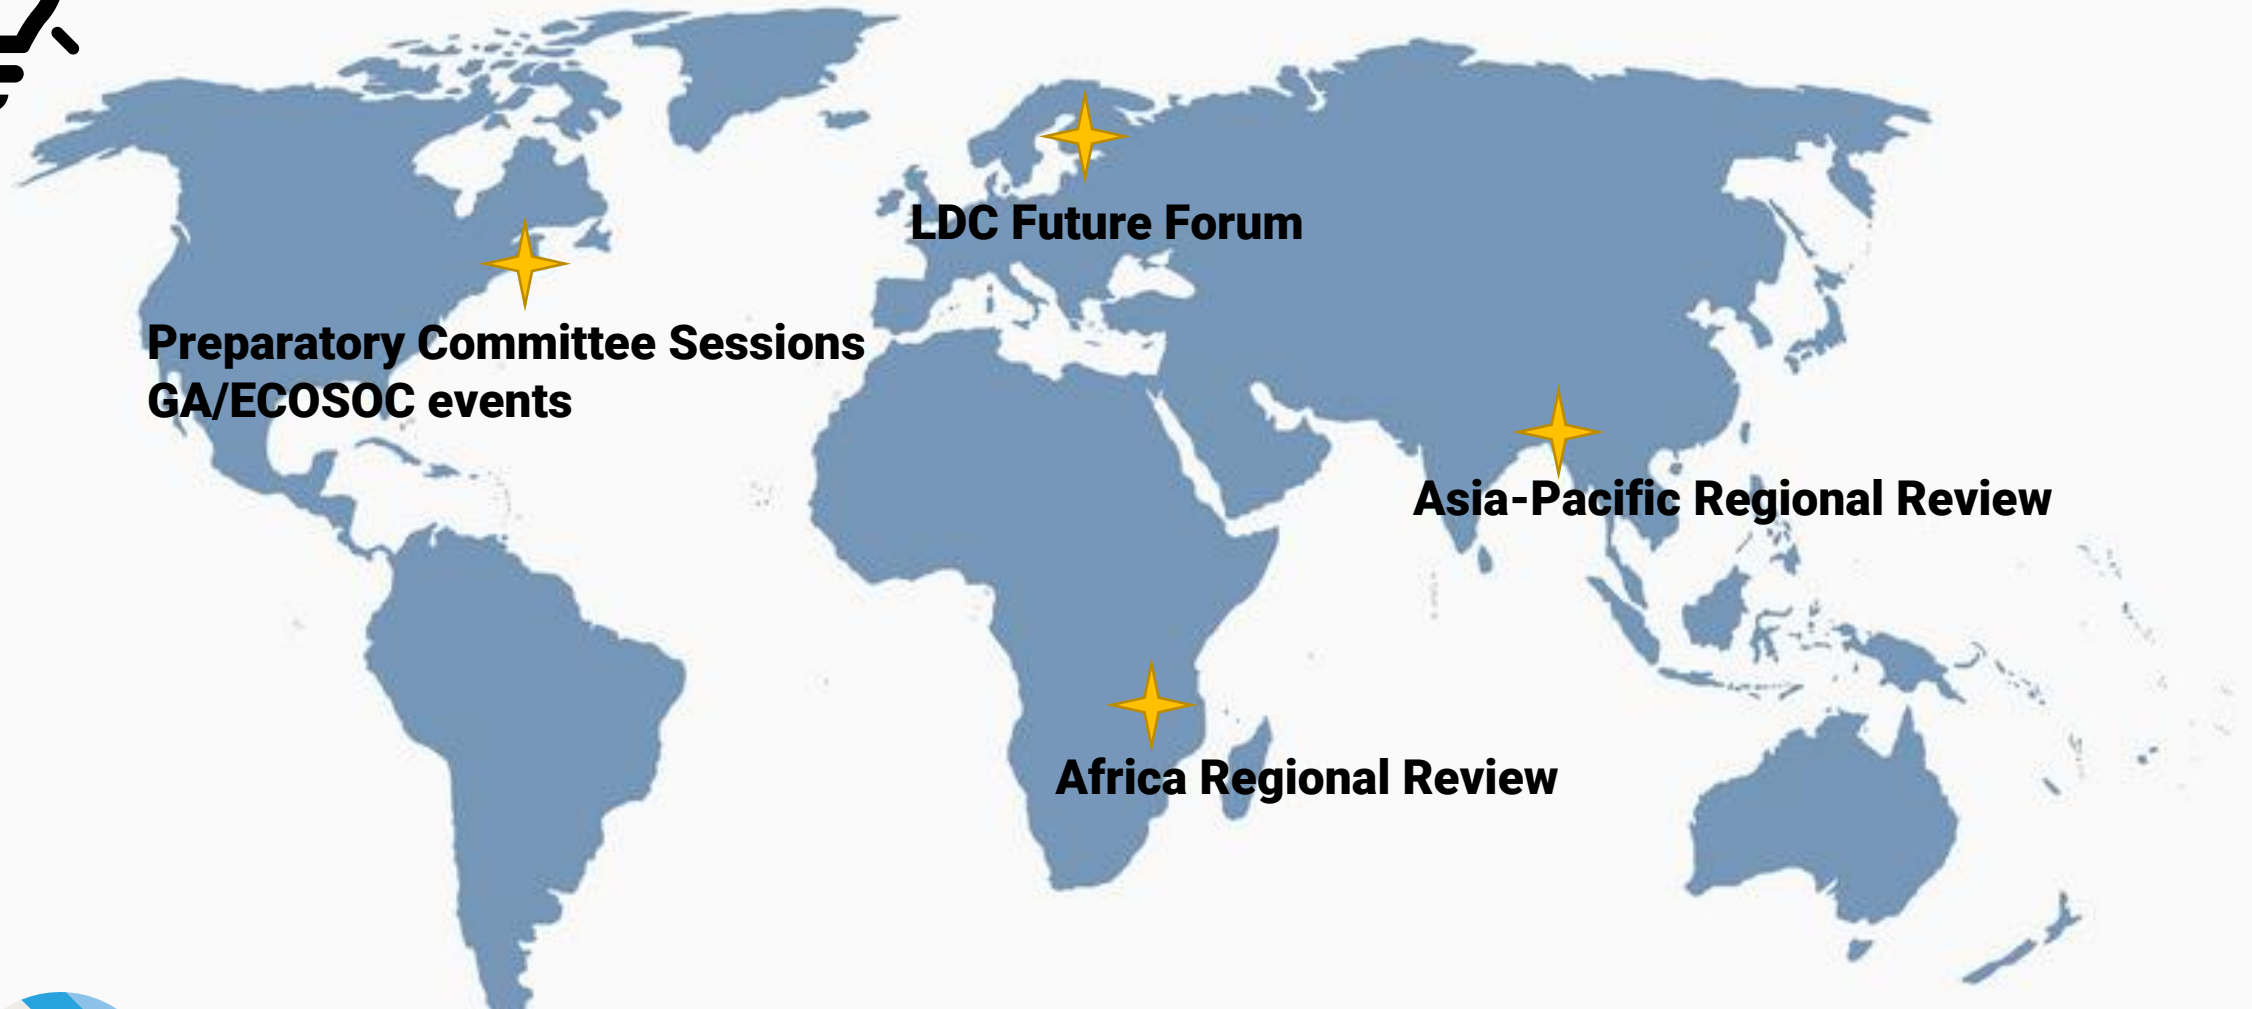 LDC Future Forum
Preparatory Committee Sessions
GA/ECOSOC events
Asia-Pacific Regional Review
Africa Regional Review